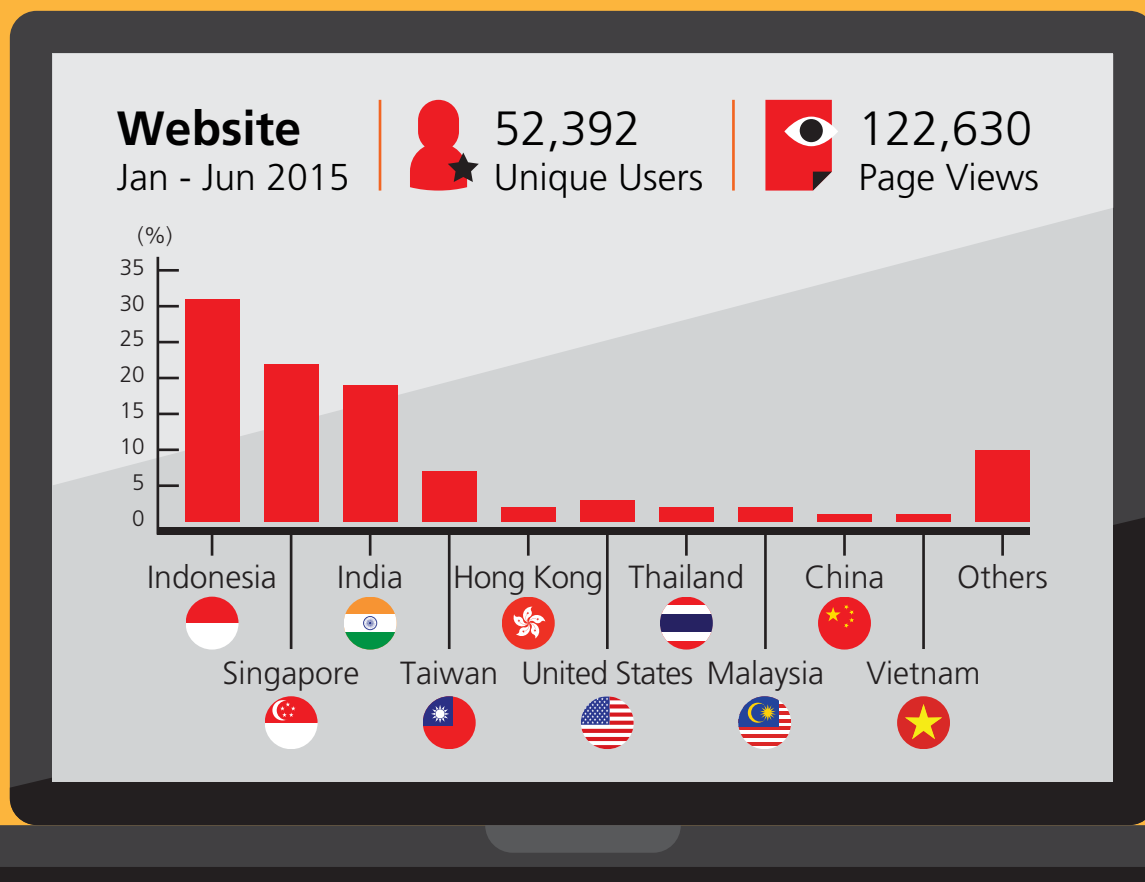 Website
Jan - Jun 2015
52,392
Unique Users
122,630
Page Views
(%)
35
30
25
20
15
10
5
0
Indonesia
India
Hong Kong
Thailand
China
Others
Singapore
Taiwan
United States
Malaysia
Vietnam